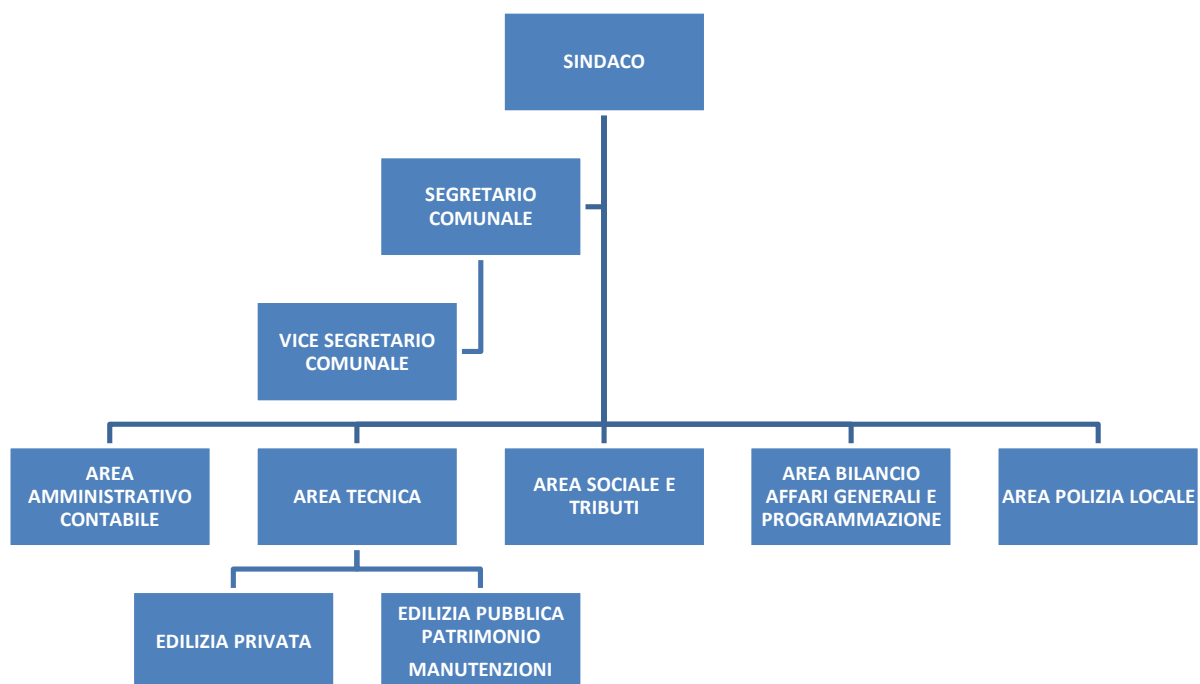 SINDACO
SEGRETARIO
COMUNALE
VICE SEGRETARIO
COMUNALE
AREA
AMMINISTRATIVO
CONTABILE
AREA TECNICA
AREA SOCIALE E
TRIBUTI
AREA BILANCIO
AFFARI GENERALI E
PROGRAMMAZIONE
AREA POLIZIA LOCALE
EDILIZIA PRIVATA
EDILIZIA PUBBLICA
PATRIMONIO
MANUTENZIONI